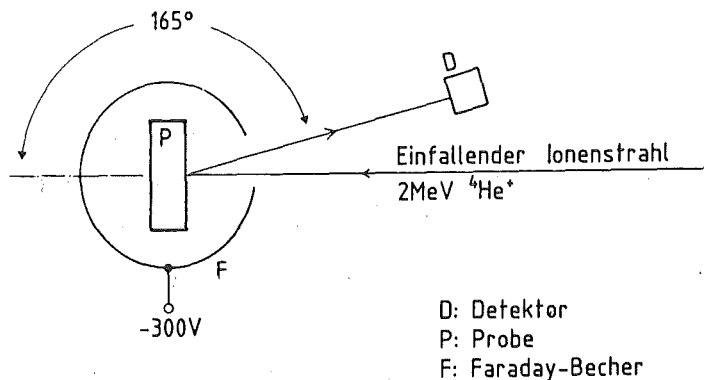 165°
D
P
Einfallender Ionenstrahl
2MeV ⁴He⁺
F
-300V
D: Detektor
P: Probe
F: Faraday-Becher